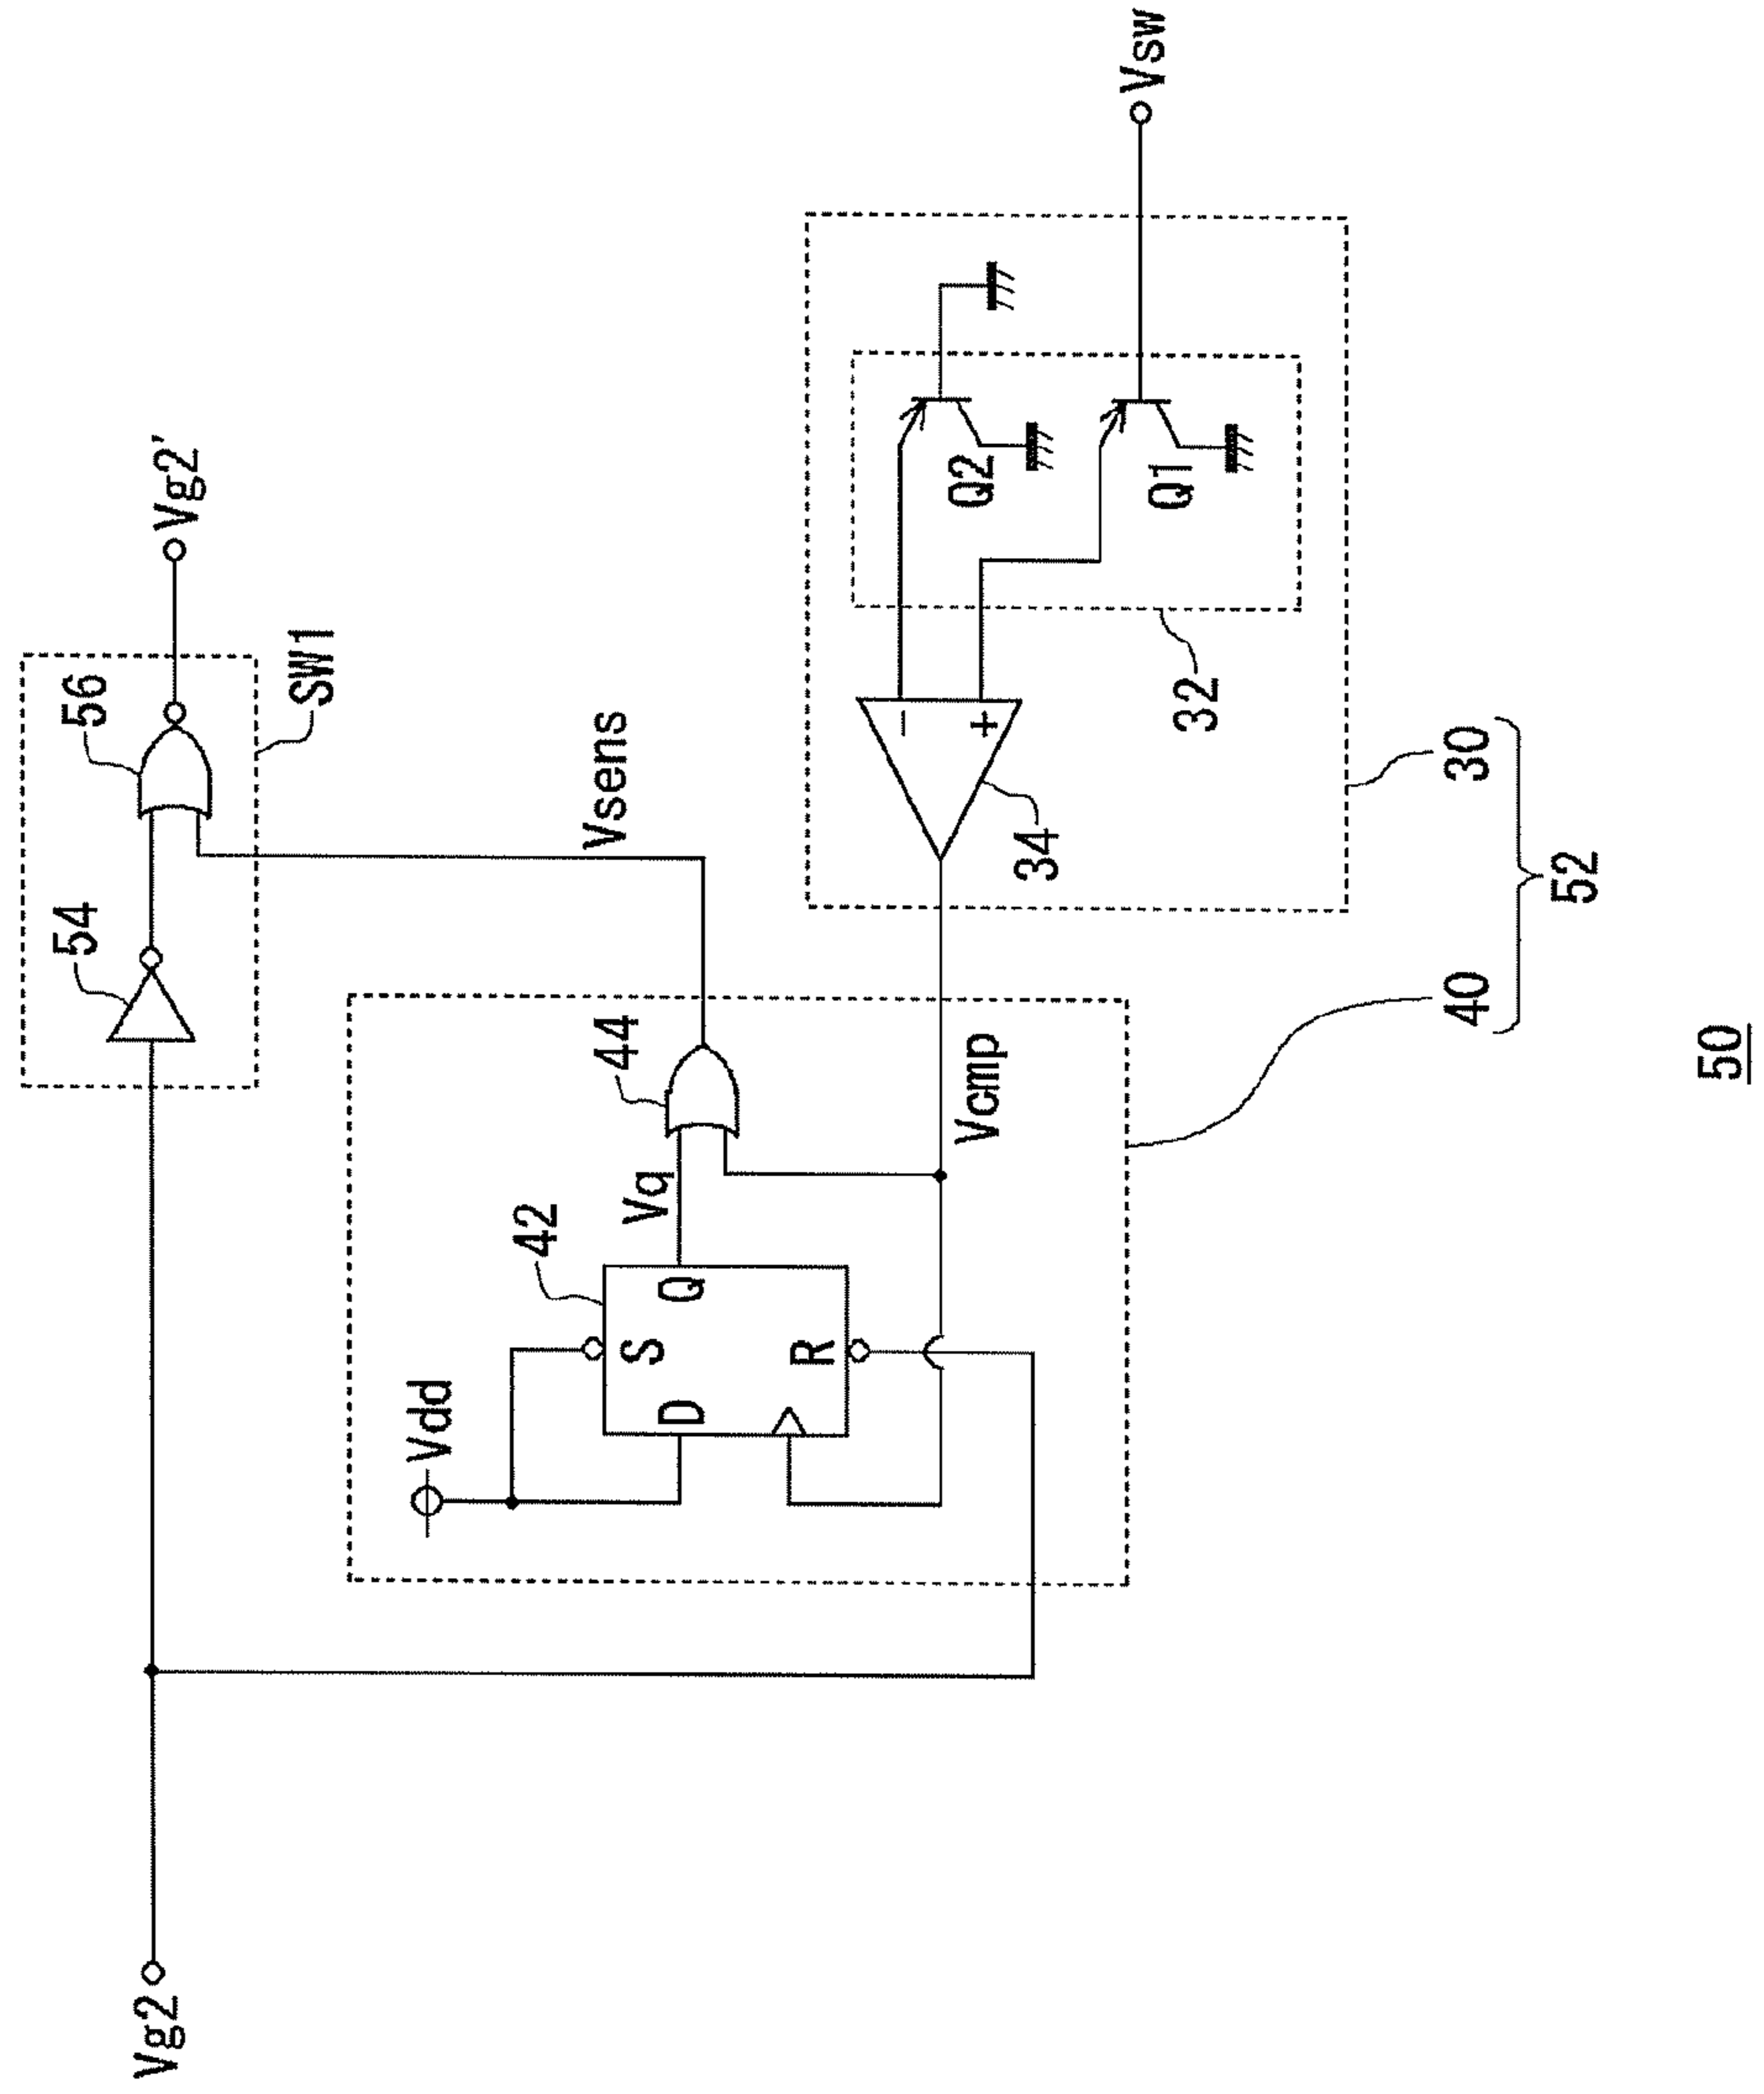 Vg2
54
56
Vg2'
SW1
Vdd
42
S
D
Q
R
Vq
44
Vsens
Vcmp
34
−
+
Q2
Q1
32
Vsw
40
30
52
50